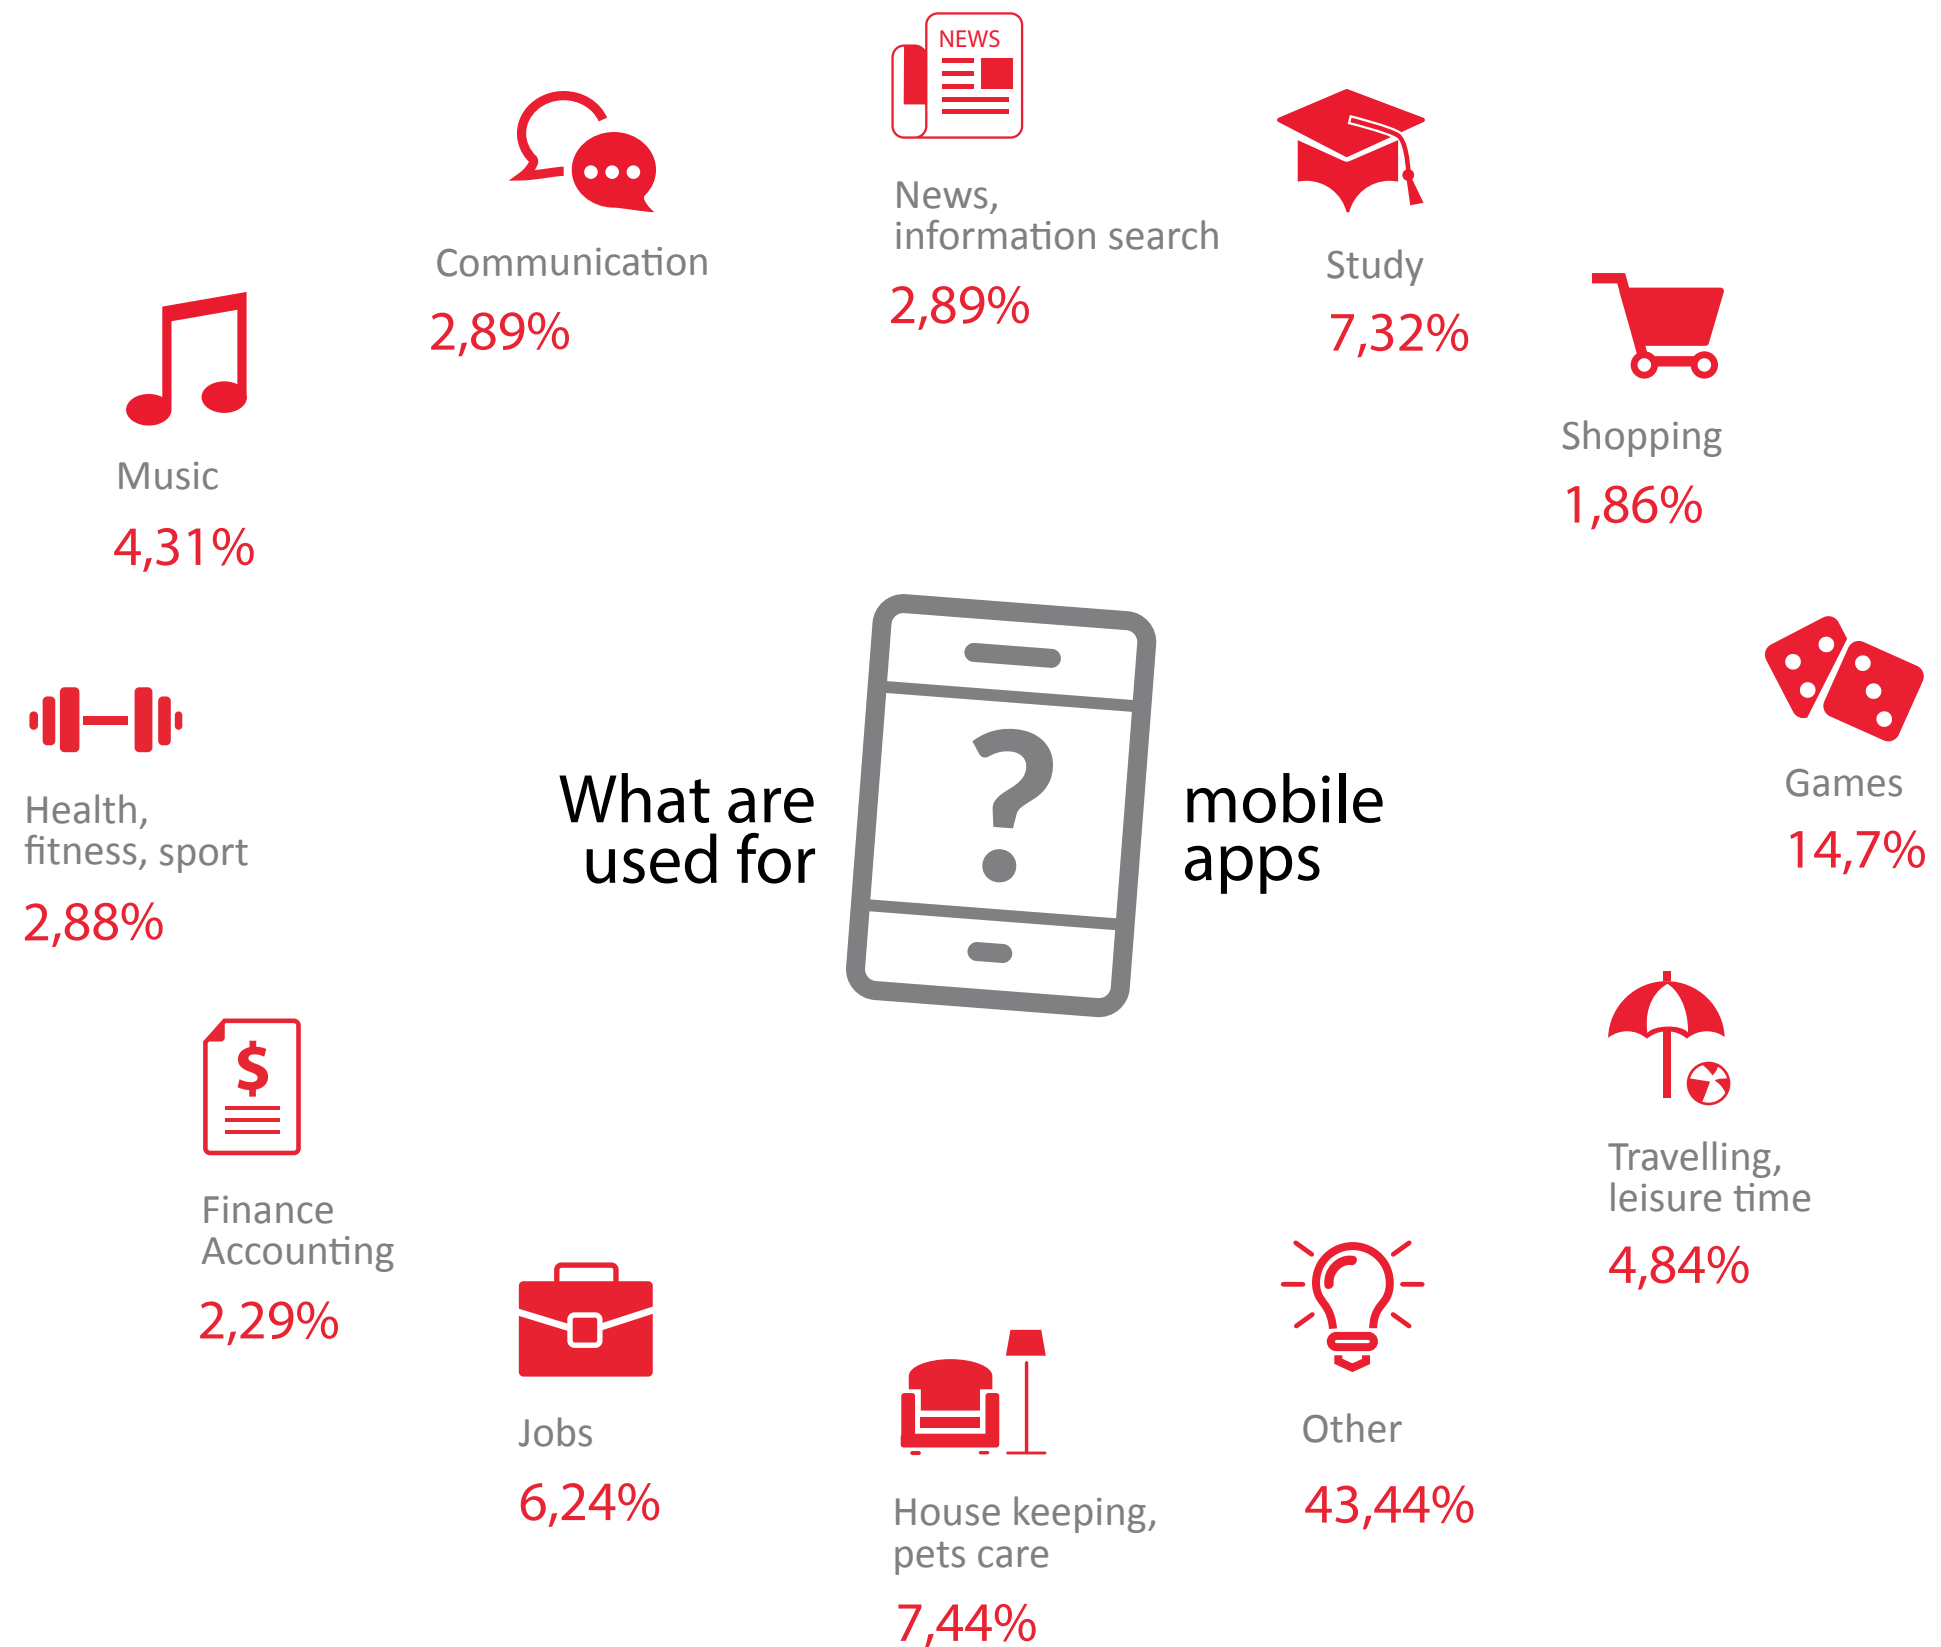 NEWS
News,
information search
2,89%
Communication
2,89%
Study
7,32%
Music
4,31%
Shopping
1,86%
What are
used for
?
mobile
apps
Games
14,7%
Health,
fitness, sport
2,88%
Travelling,
leisure time
4,84%
$
Finance
Accounting
2,29%
Jobs
6,24%
House keeping,
pets care
7,44%
Other
43,44%